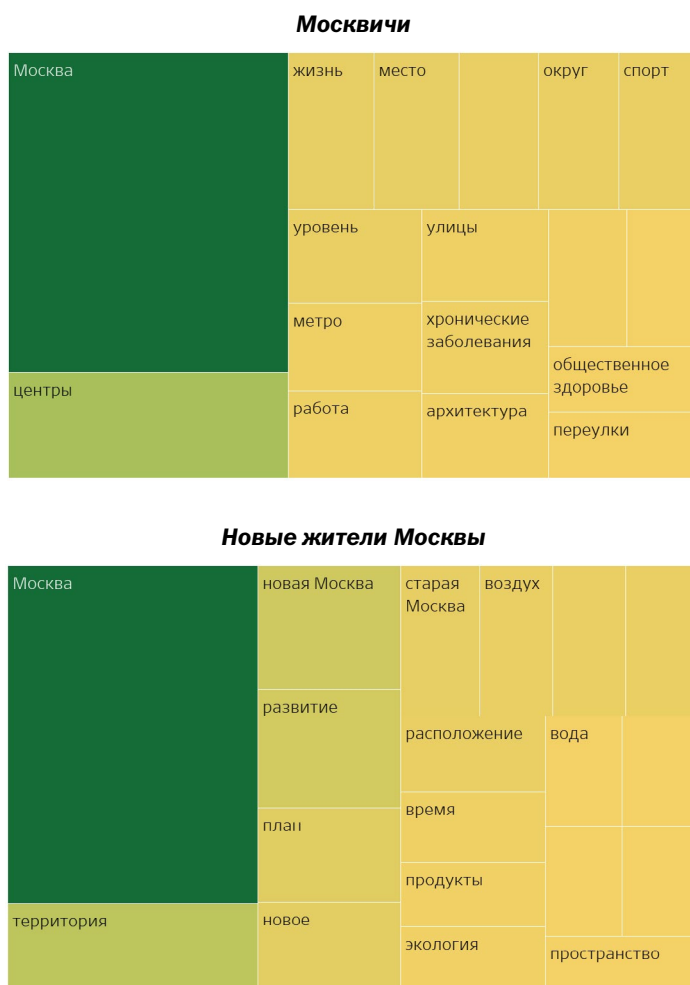 Москвичи
Москва
жизнь
место
округ
спорт
уровень
улицы
метро
хронические
заболевания
общественное
здоровье
центры
работа
архитектура
переулки
Новые жители Москвы
Москва
новая Москва
старая
Москва
воздух
развитие
расположение
вода
время
план
продукты
территория
новое
экология
пространство